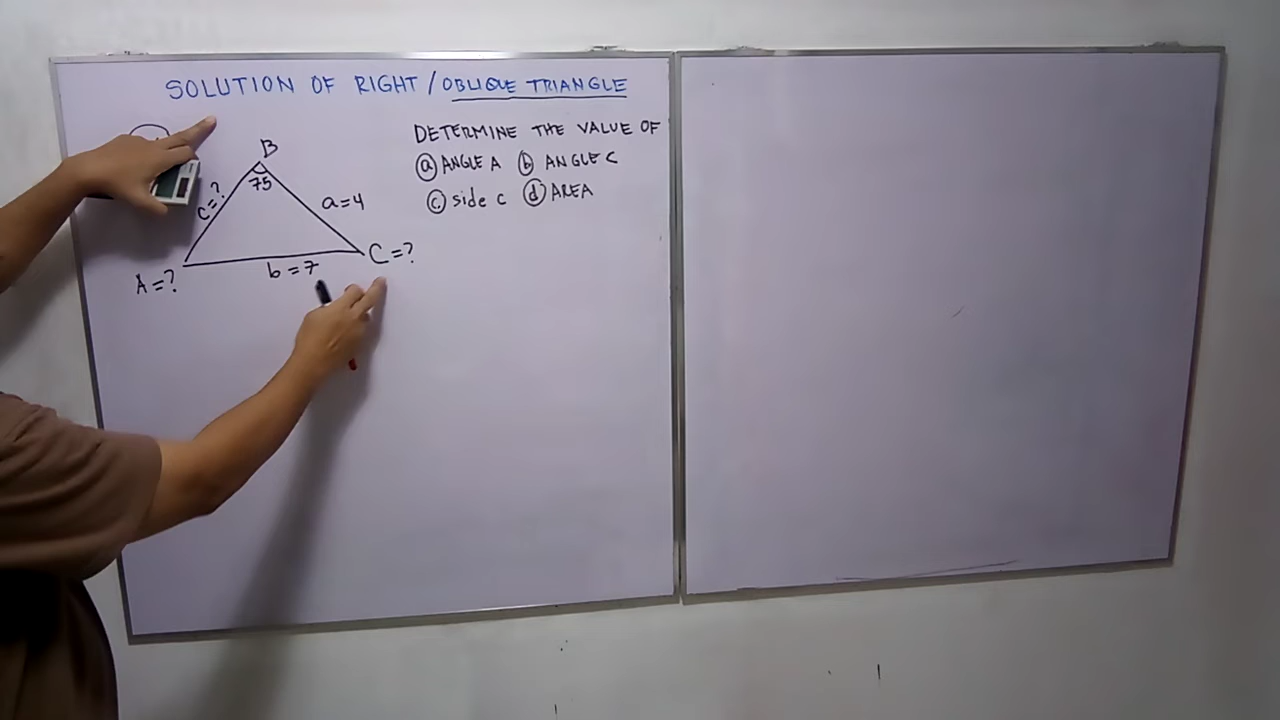 SOLUTION OF RIGHT / OBLIQUE TRIANGLE
DETERMINE THE VALUE OF
(a) ANGLE A (b) ANGLE C
(c) side c (d) AREA
B
75
c=?
a=4
C=?
b=7
A=?